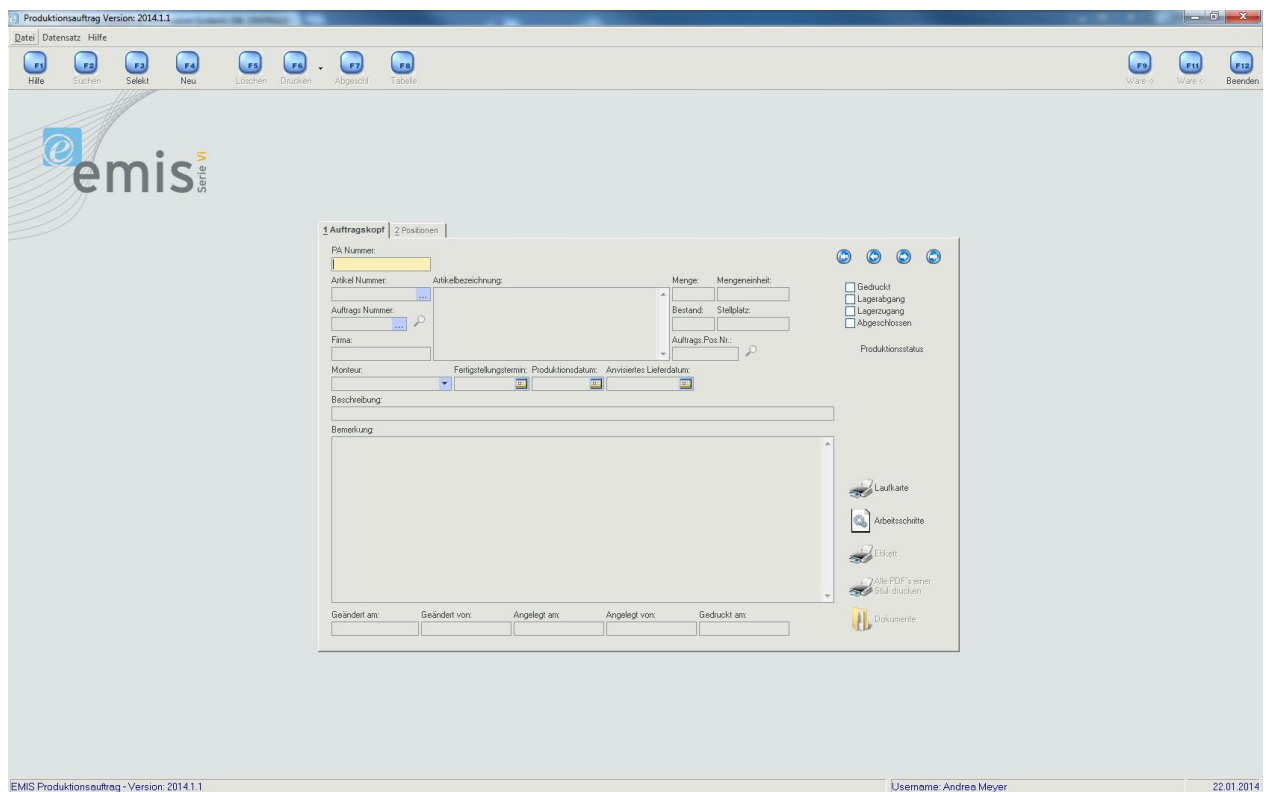 Produktionsauftrag Version: 2014.1.1
Datei Datensatz Hilfe
F1 F2 F3 F4 F5 F6 F7 F8 F9 F11 F12
Hilfe Suchen Selekt Neu Löschen Drucken Abgeschl. Tabelle Ware -> Ware <- Beenden
e emis Serie VI
1 Auftragskopf 2 Positionen
PA Nummer:
Artikel Nummer: Artikelbezeichnung: Menge: Mengeneinheit:
Gedruckt
Lagerabgang
Auftrags Nummer: Bestand: Stellplatz:
Lagerzugang
Abgeschlossen
Firma: Auftrags.Pos.Nr.:
Produktionsstatus
Monteur: Fertigstellungstermin: Produktionsdatum: Anvisiertes Lieferdatum:
Beschreibung:
Bemerkung:
Laufkarte
Arbeitsschritte
Etikett
Alle PDF's einer
Stüli drucken
Geändert am: Geändert von: Angelegt am: Angelegt von: Gedruckt am:
Dokumente
EMIS Produktionsauftrag - Version: 2014.1.1 Username: Andrea Meyer 22.01.2014